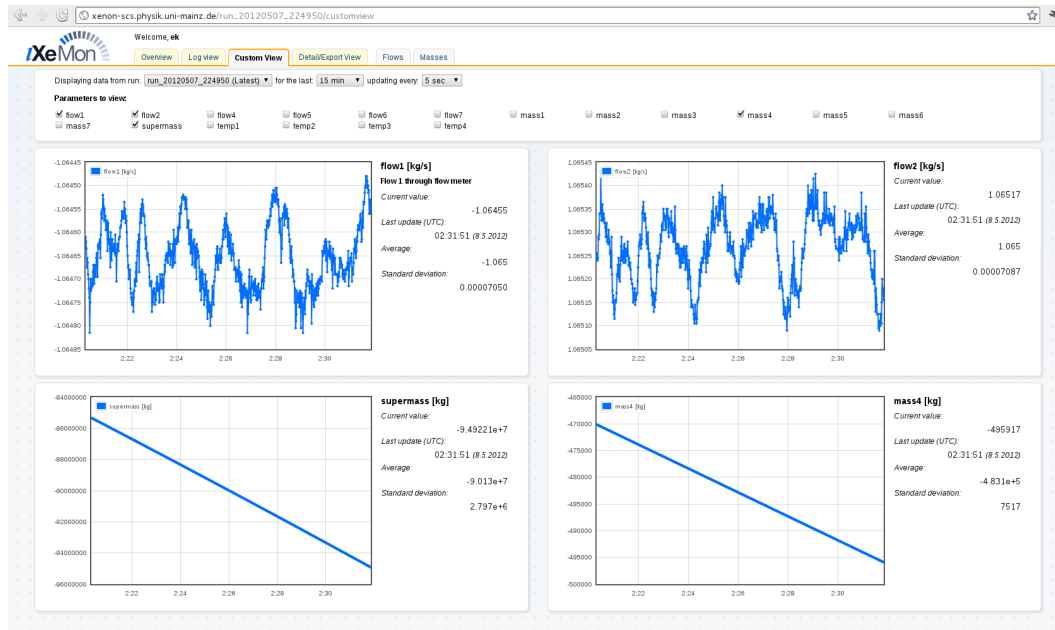 xenon-scs.physik.uni-mainz.de/run_20120507_224950/customview
iXeMon
Welcome, ek
Overview Log view Custom View Detail/Export View Flows Masses
Displaying data from run: run_20120507_224950 (Latest) for the last: 15 min updating every: 5 sec
Parameters to view:
flow1 flow2 flow4 flow5 flow6 flow7 mass1 mass2 mass3 mass4 mass5 mass6
mass7 supermass temp1 temp2 temp3 temp4
flow1 [kg/s]
-1.06445
-1.06450
-1.06455
-1.06460
-1.06465
-1.06470
-1.06475
-1.06480
-1.06485
2:22 2:24 2:26 2:28 2:30
flow1 [kg/s]
Flow 1 through flow meter
Current value:
-1.06455
Last update (UTC):
02:31:51 (8.5.2012)
Average:
-1.065
Standard deviation:
0.00007050
flow2 [kg/s]
1.06545
1.06540
1.06535
1.06530
1.06525
1.06520
1.06515
1.06510
1.06505
2:22 2:24 2:26 2:28 2:30
flow2 [kg/s]
Current value:
1.06517
Last update (UTC):
02:31:51 (8.5.2012)
Average:
1.065
Standard deviation:
0.00007087
supermass [kg]
-84000000
-86000000
-88000000
-90000000
-92000000
-94000000
-96000000
2:22 2:24 2:26 2:28 2:30
supermass [kg]
Current value:
-9.49221e+7
Last update (UTC):
02:31:51 (8.5.2012)
Average:
-9.013e+7
Standard deviation:
2.797e+6
mass4 [kg]
-465000
-470000
-475000
-480000
-485000
-490000
-495000
-500000
2:22 2:24 2:26 2:28 2:30
mass4 [kg]
Current value:
-495917
Last update (UTC):
02:31:51 (8.5.2012)
Average:
-4.831e+5
Standard deviation:
7517